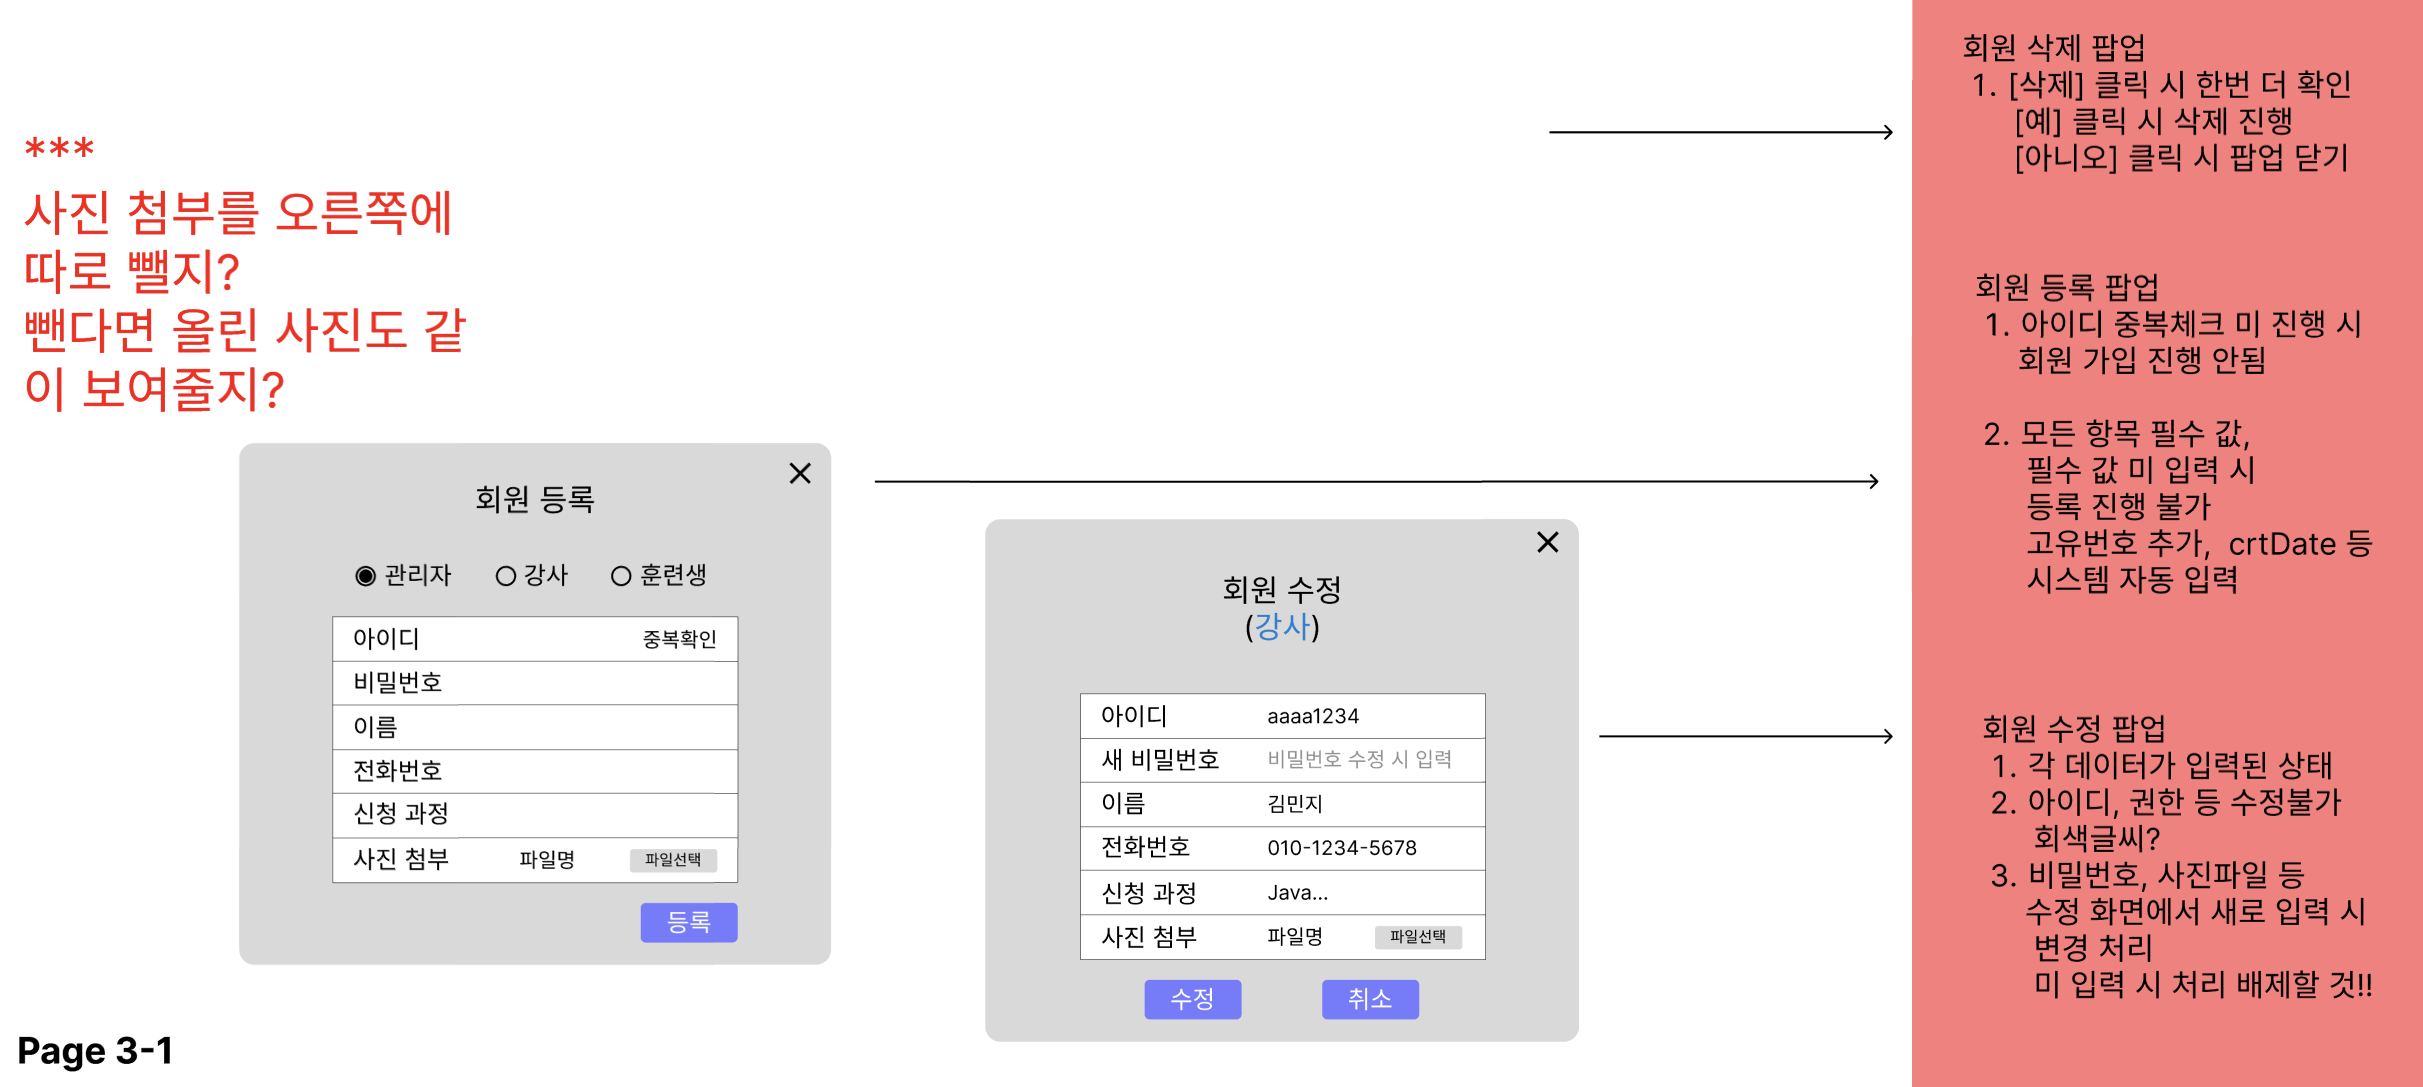 ***
사진 첨부를 오른쪽에
따로 뺄지?
뺀다면 올린 사진도 같
이 보여줄지?
회원 등록
관리자 강사 훈련생
아이디 중복확인
비밀번호
이름
전화번호
신청 과정
사진 첨부 파일명 파일선택
등록
회원 수정
(강사)
아이디 aaaa1234
새 비밀번호 비밀번호 수정 시 입력
이름 김민지
전화번호 010-1234-5678
신청 과정 Java...
사진 첨부 파일명 파일선택
수정 취소
Page 3-1
회원 삭제 팝업
1. [삭제] 클릭 시 한번 더 확인
[예] 클릭 시 삭제 진행
[아니오] 클릭 시 팝업 닫기
회원 등록 팝업
1. 아이디 중복체크 미 진행 시
회원 가입 진행 안됨
2. 모든 항목 필수 값,
필수 값 미 입력 시
등록 진행 불가
고유번호 추가, crtDate 등
시스템 자동 입력
회원 수정 팝업
1. 각 데이터가 입력된 상태
2. 아이디, 권한 등 수정불가
회색글씨?
3. 비밀번호, 사진파일 등
수정 화면에서 새로 입력 시
변경 처리
미 입력 시 처리 배제할 것!!